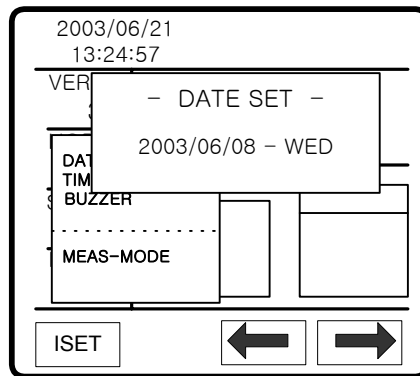 2003/06/21
13:24:57
VER
- DATE SET -
2003/06/08 - WED
DAT
TIM
BUZZER
MEAS-MODE
ISET